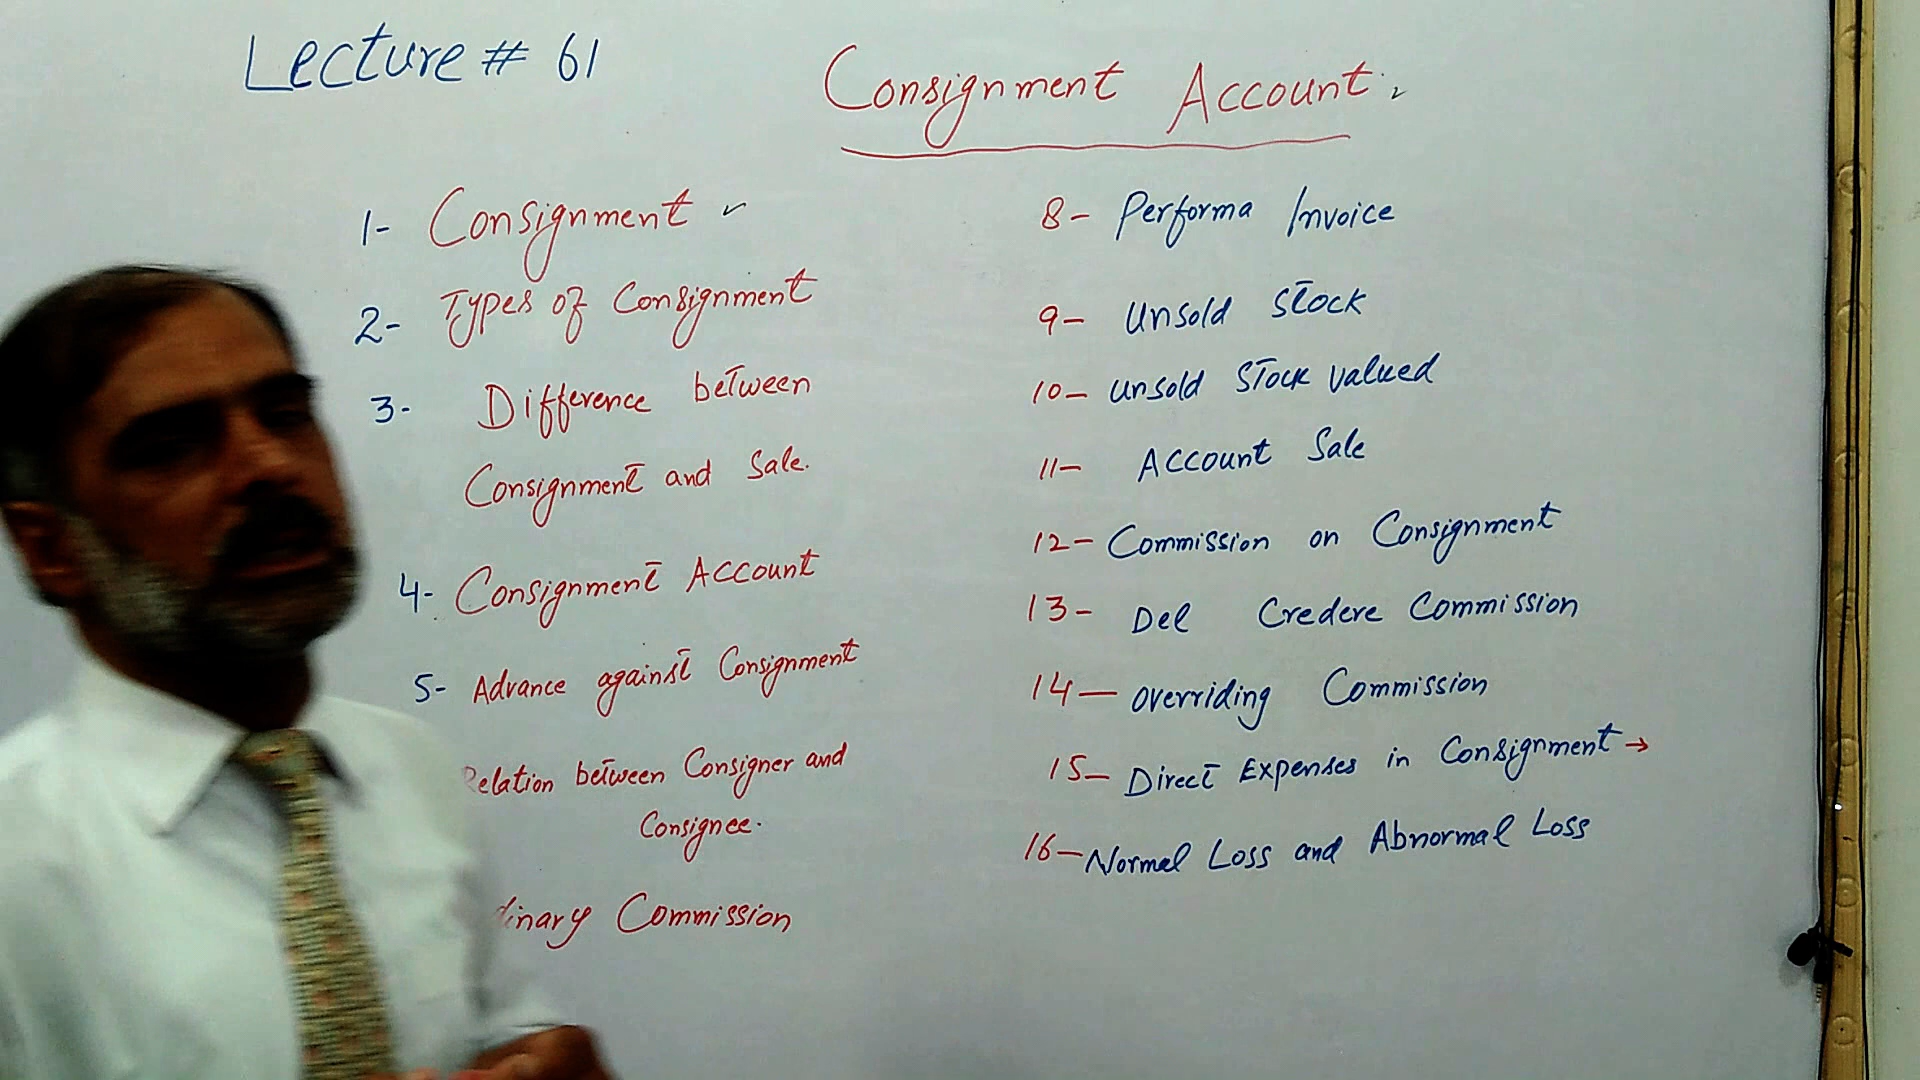 Lecture # 61
Consignment Account
1- Consignment
2- Types of Consignment
3- Difference between
Consignment and Sale.
4- Consignment Account
5- Advance against Consignment
Relation between Consigner and
Consignee.
Commission
8- Performa Invoice
9- Unsold Stock
10- Unsold Stock valued
11- Account Sale
12- Commission on Consignment
13- Del Credere Commission
14- Overriding Commission
15- Direct Expenses in Consignment →
16- Normal Loss and Abnormal Loss